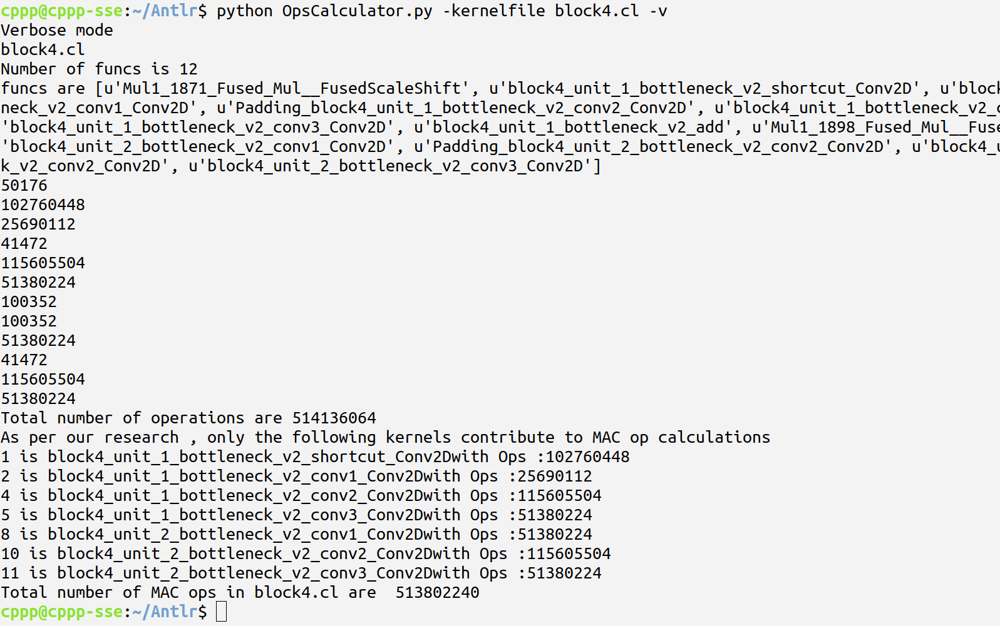 cppp@cppp-sse:~/Antlr$ python OpsCalculator.py -kernelfile block4.cl -v
Verbose mode
block4.cl
Number of funcs is 12
funcs are [u'Mul1_1871_Fused_Mul__FusedScaleShift', u'block4_unit_1_bottleneck_v2_shortcut_Conv2D', u'block
neck_v2_conv1_Conv2D', u'Padding_block4_unit_1_bottleneck_v2_conv2_Conv2D', u'block4_unit_1_bottleneck_v2_c
'block4_unit_1_bottleneck_v2_conv3_Conv2D', u'block4_unit_1_bottleneck_v2_add', u'Mul1_1898_Fused_Mul__Fuse
'block4_unit_2_bottleneck_v2_conv1_Conv2D', u'Padding_block4_unit_2_bottleneck_v2_conv2_Conv2D', u'block4_u
k_v2_conv2_Conv2D', u'block4_unit_2_bottleneck_v2_conv3_Conv2D']
50176
102760448
25690112
41472
115605504
51380224
100352
100352
51380224
41472
115605504
51380224
Total number of operations are 514136064
As per our research , only the following kernels contribute to MAC op calculations
1 is block4_unit_1_bottleneck_v2_shortcut_Conv2Dwith Ops :102760448
2 is block4_unit_1_bottleneck_v2_conv1_Conv2Dwith Ops :25690112
4 is block4_unit_1_bottleneck_v2_conv2_Conv2Dwith Ops :115605504
5 is block4_unit_1_bottleneck_v2_conv3_Conv2Dwith Ops :51380224
8 is block4_unit_2_bottleneck_v2_conv1_Conv2Dwith Ops :51380224
10 is block4_unit_2_bottleneck_v2_conv2_Conv2Dwith Ops :115605504
11 is block4_unit_2_bottleneck_v2_conv3_Conv2Dwith Ops :51380224
Total number of MAC ops in block4.cl are  513802240
cppp@cppp-sse:~/Antlr$